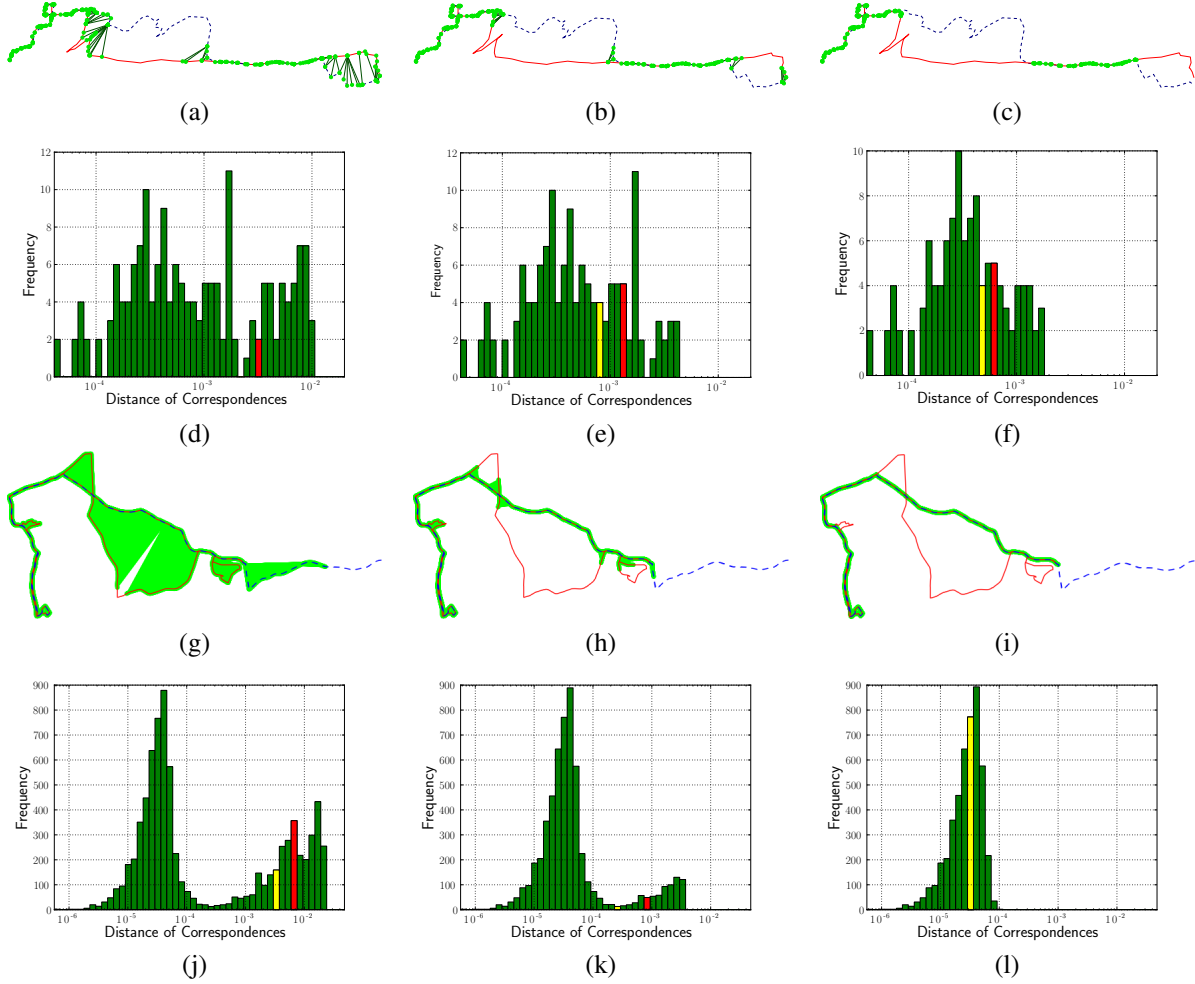 (a) (b) (c)
12
10
8
6
4
2
0
Frequency
10⁻⁴ 10⁻³ 10⁻²
Distance of Correspondences
(d)
12
10
8
6
4
2
0
Frequency
10⁻⁴ 10⁻³ 10⁻²
Distance of Correspondences
(e)
10
8
6
4
2
0
Frequency
10⁻⁴ 10⁻³ 10⁻²
Distance of Correspondences
(f)
(g) (h) (i)
900
800
700
600
500
400
300
200
100
0
Frequency
10⁻⁶ 10⁻⁵ 10⁻⁴ 10⁻³ 10⁻²
Distance of Correspondences
(j)
900
800
700
600
500
400
300
200
100
0
Frequency
10⁻⁶ 10⁻⁵ 10⁻⁴ 10⁻³ 10⁻²
Distance of Correspondences
(k)
900
800
700
600
500
400
300
200
100
0
Frequency
10⁻⁶ 10⁻⁵ 10⁻⁴ 10⁻³ 10⁻²
Distance of Correspondences
(l)